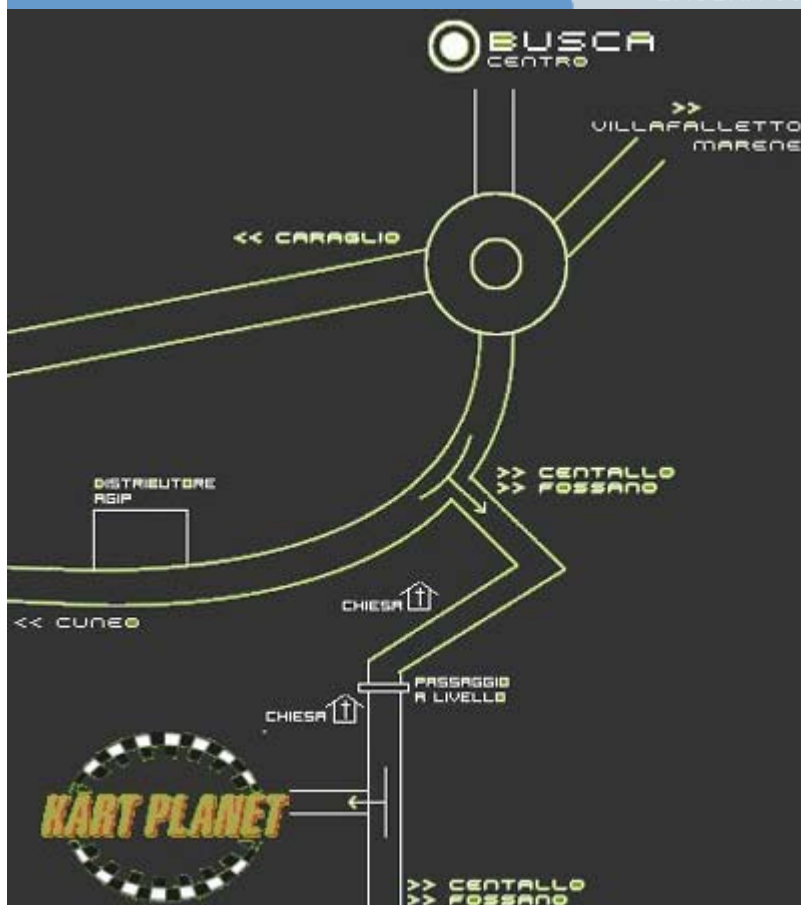 BUSCA
CENTRO
>>
VILLAFALLETTO
MARENE
<< CARAGLIO
>> CENTALLO
>> FOSSANO
DISTRIBUTORE
AGIP
CHIESA
<< CUNEO
PASSAGGIO
A LIVELLO
CHIESA
KART PLANET
>> CENTALLO
>> FOSSANO